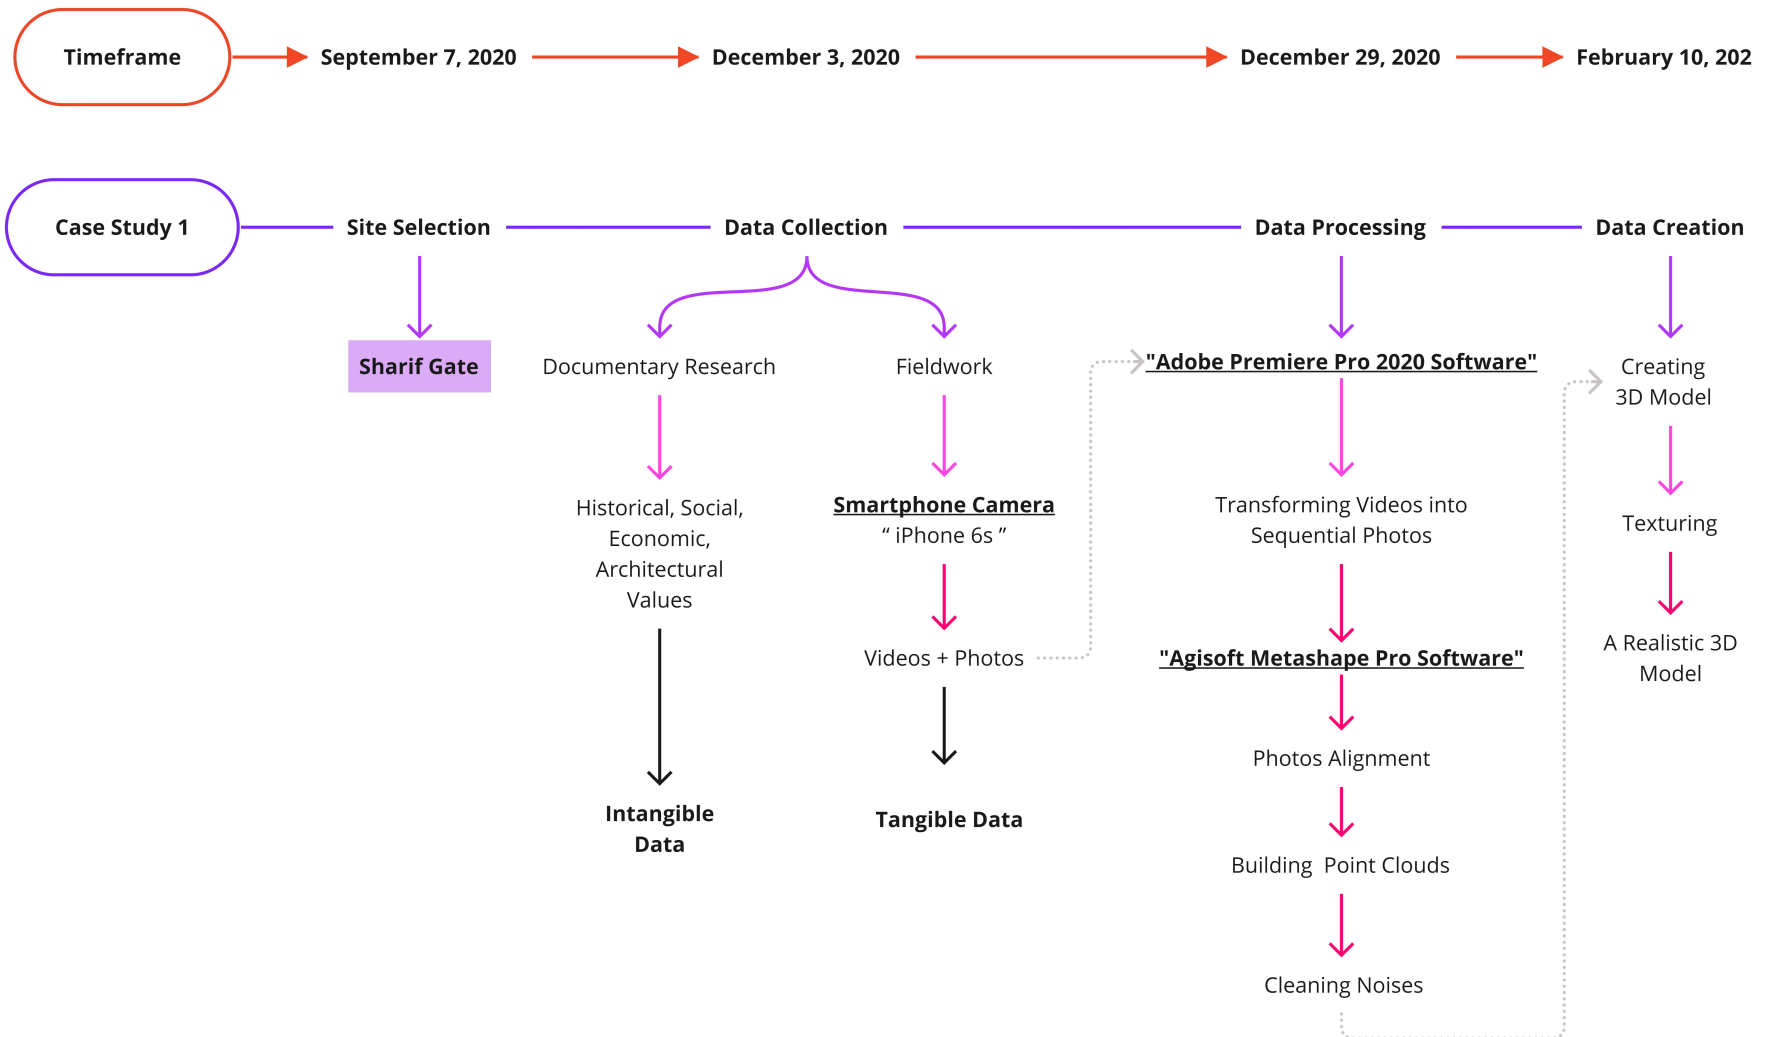 Timeframe
September 7, 2020
December 3, 2020
December 29, 2020
February 10, 202
Case Study 1
Site Selection
Data Collection
Data Processing
Data Creation
Sharif Gate
Documentary Research
Historical, Social,
Economic,
Architectural
Values
Intangible
Data
Fieldwork
Smartphone Camera
“ iPhone 6s ”
Videos + Photos
Tangible Data
"Adobe Premiere Pro 2020 Software"
Transforming Videos into
Sequential Photos
"Agisoft Metashape Pro Software"
Photos Alignment
Building  Point Clouds
Cleaning Noises
Creating
3D Model
Texturing
A Realistic 3D
Model